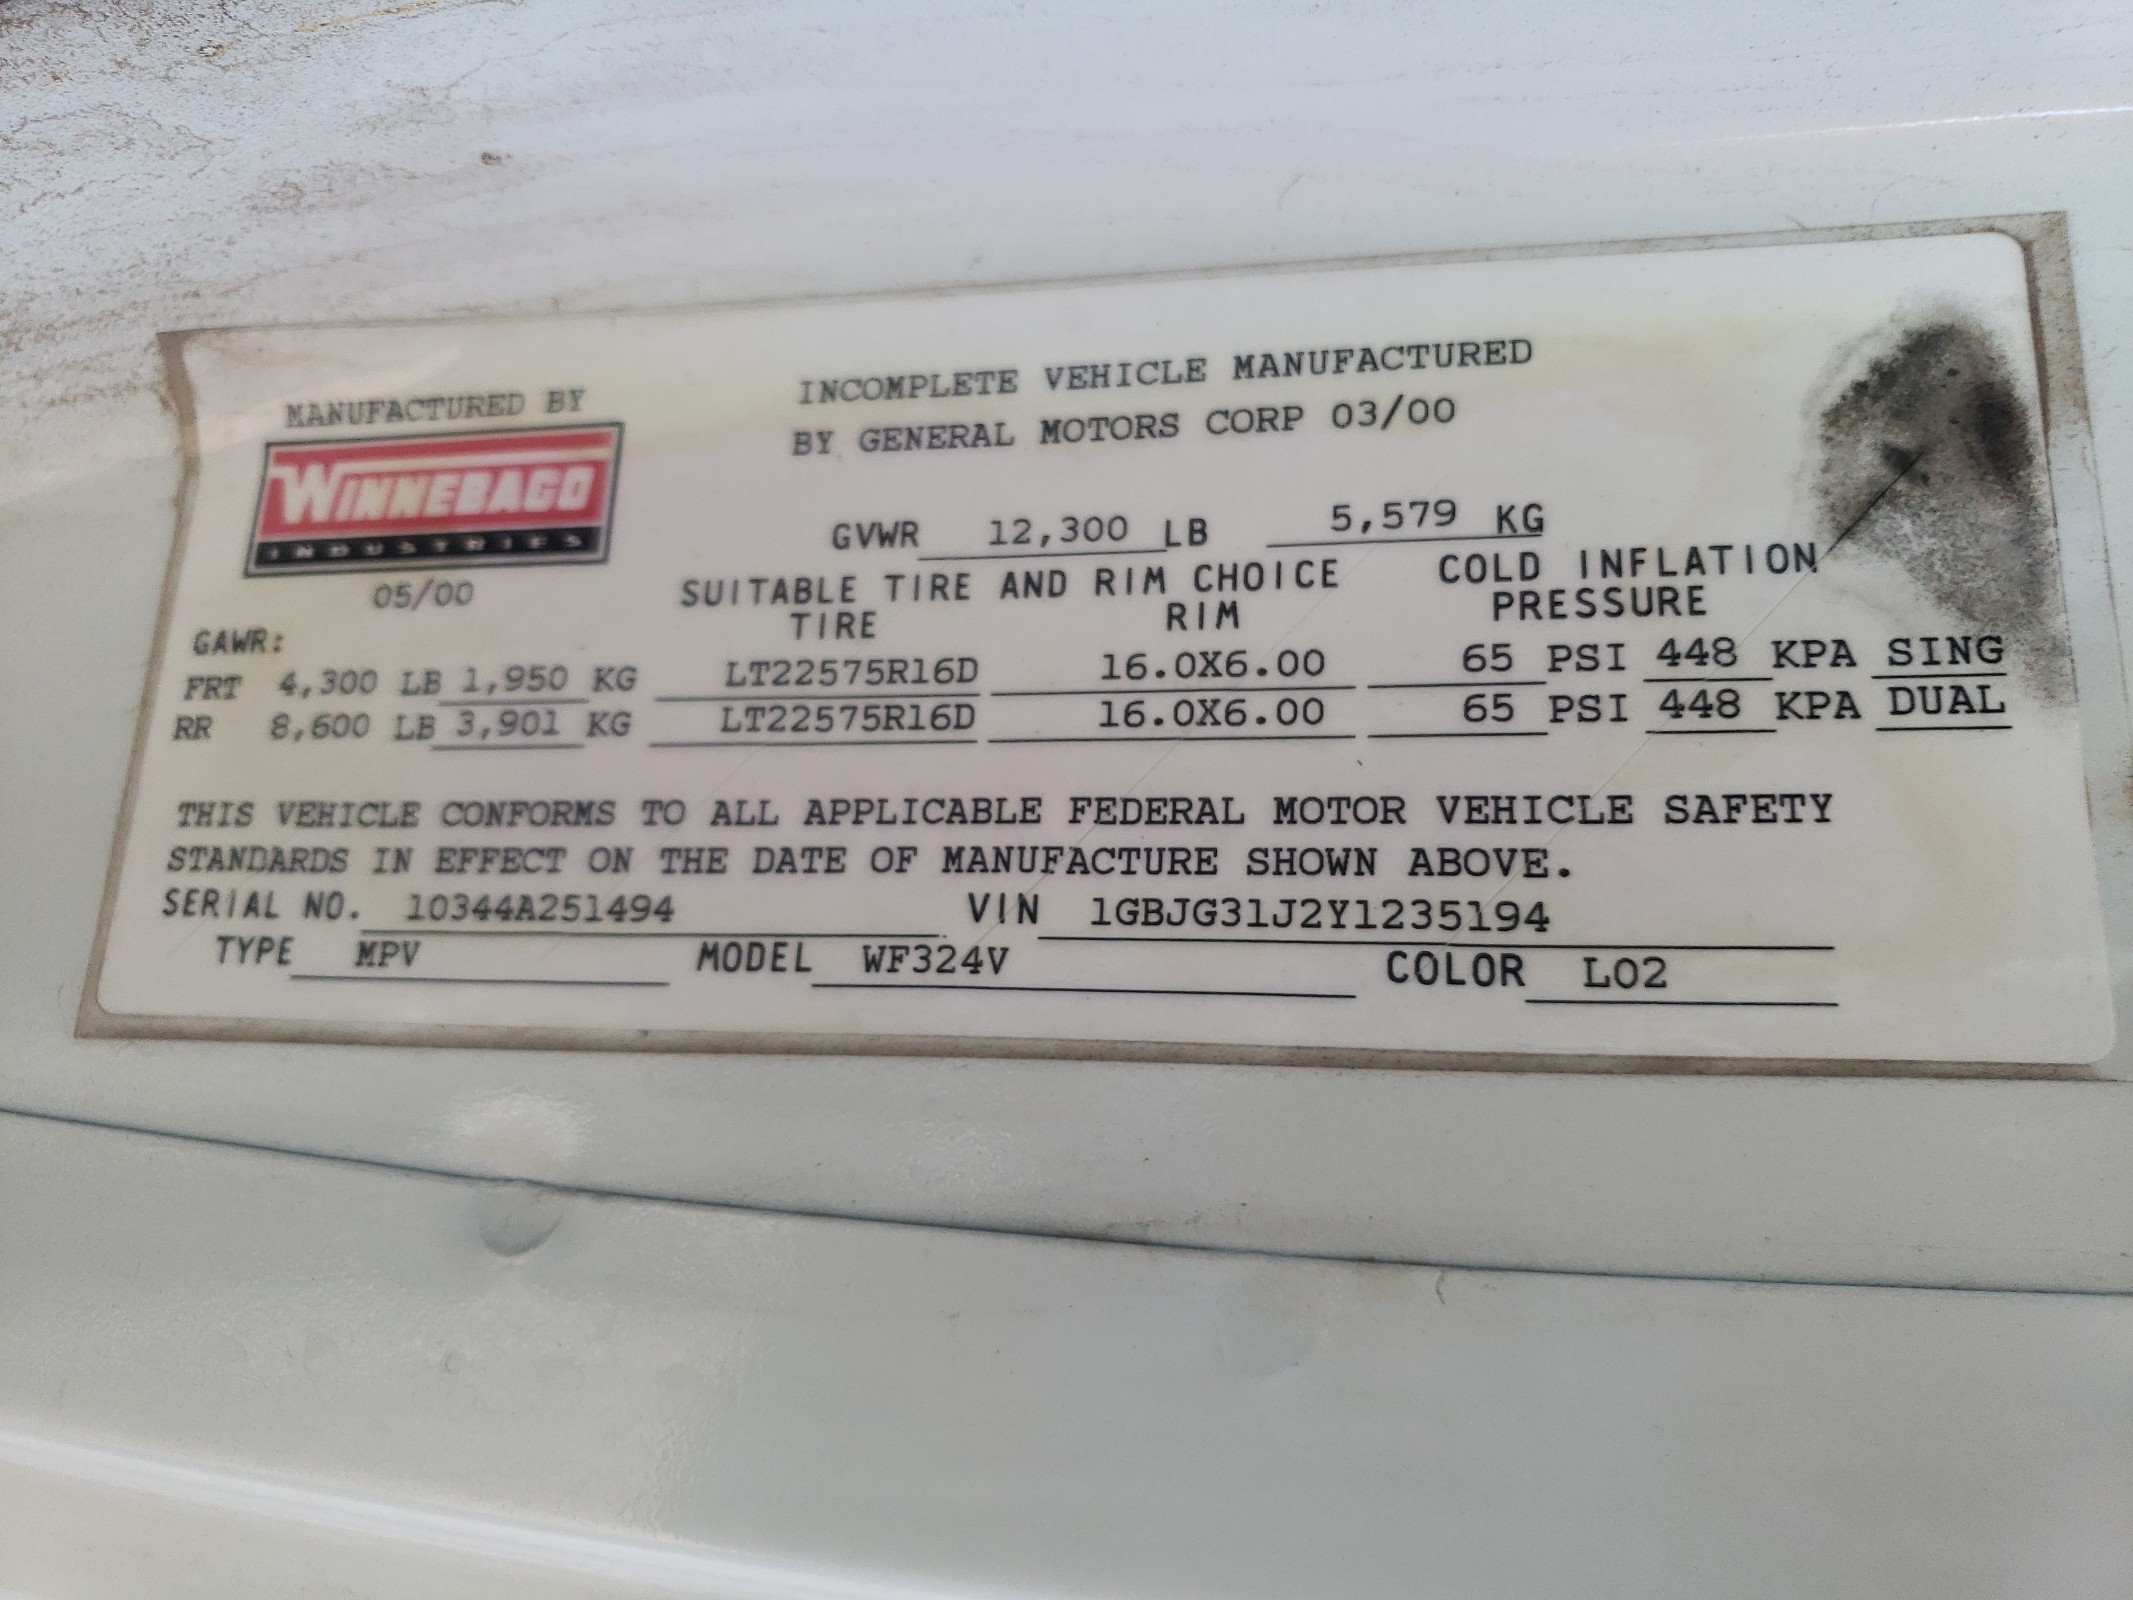 MANUFACTURED BY
WINNEBAGO
INDUSTRIES
05/00
INCOMPLETE VEHICLE MANUFACTURED
BY GENERAL MOTORS CORP 03/00
GVWR 12,300 LB 5,579 KG
SUITABLE TIRE AND RIM CHOICE COLD INFLATION
TIRE RIM PRESSURE
GAWR:
FRT 4,300 LB 1,950 KG LT22575R16D 16.0X6.00 65 PSI 448 KPA SING
RR 8,600 LB 3,901 KG LT22575R16D 16.0X6.00 65 PSI 448 KPA DUAL
THIS VEHICLE CONFORMS TO ALL APPLICABLE FEDERAL MOTOR VEHICLE SAFETY
STANDARDS IN EFFECT ON THE DATE OF MANUFACTURE SHOWN ABOVE.
SERIAL NO. 10344A251494 VIN 1GBJG31J2Y1235194
TYPE MPV MODEL WF324V COLOR L02